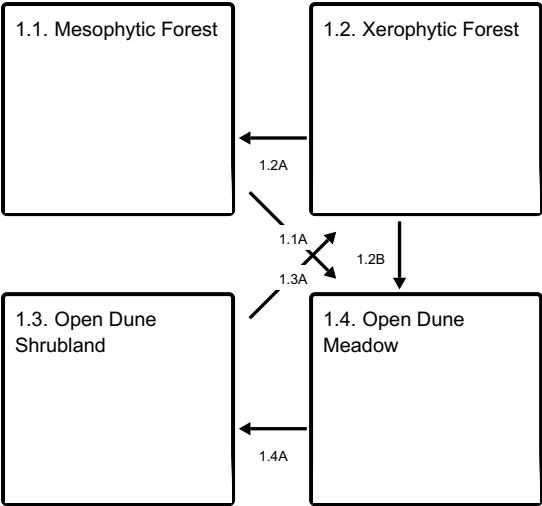 1.1. Mesophytic Forest
1.2. Xerophytic Forest
1.2A
1.1A
1.2B
1.3A
1.3. Open Dune
Shrubland
1.4. Open Dune
Meadow
1.4A